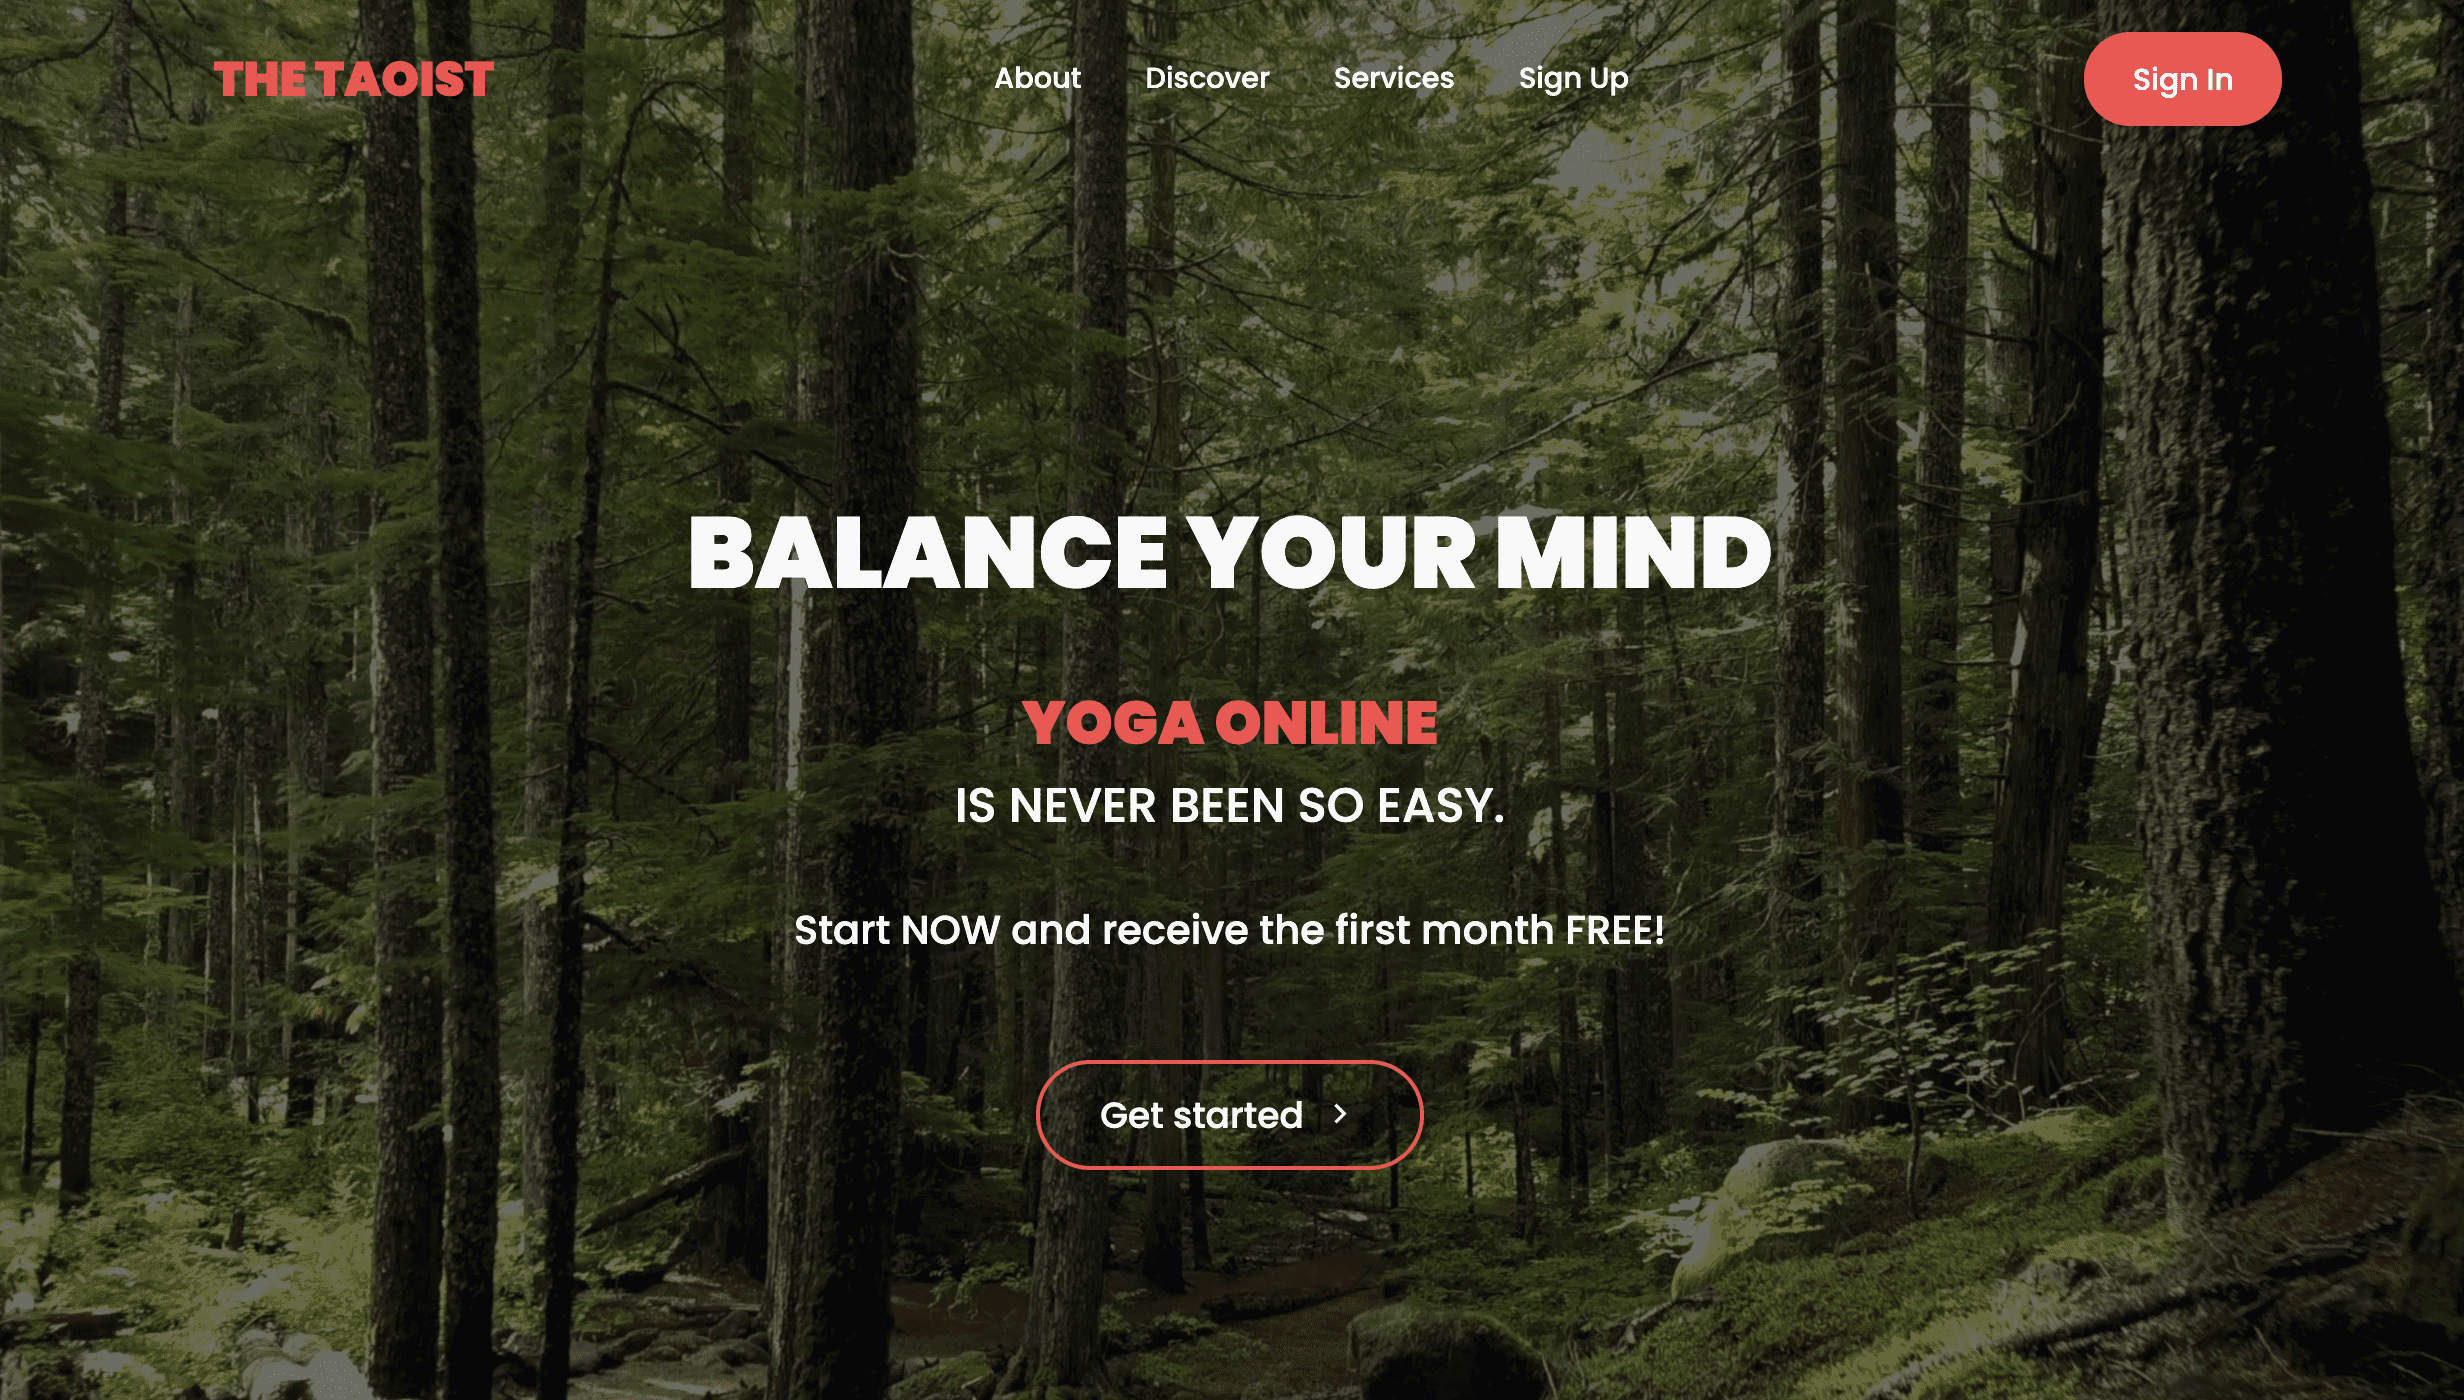 THE TAOIST
About
Discover
Services
Sign Up
Sign In
BALANCE YOUR MIND
YOGA ONLINE
IS NEVER BEEN SO EASY.
Start NOW and receive the first month FREE!
Get started